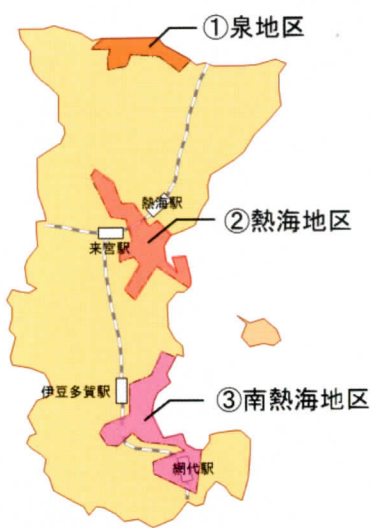 ①泉地区
熱海駅
②熱海地区
来宮駅
伊豆多賀駅
③南熱海地区
網代駅